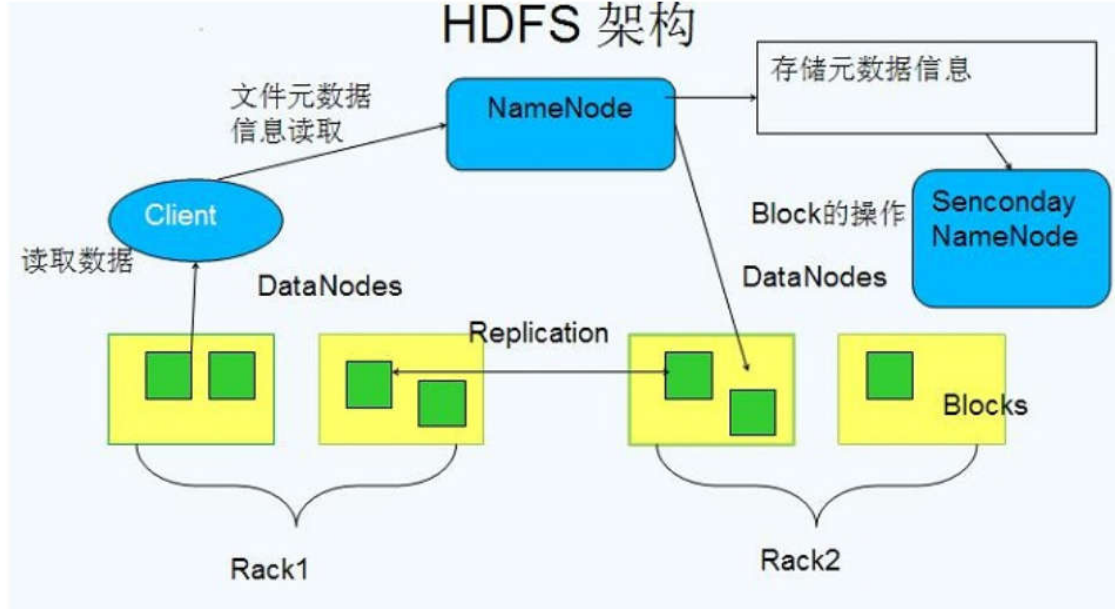 HDFS 架构
文件元数据
信息读取
NameNode
存储元数据信息
Client
Block的操作
Senconday
NameNode
读取数据
DataNodes
DataNodes
Replication
Blocks
Rack1
Rack2